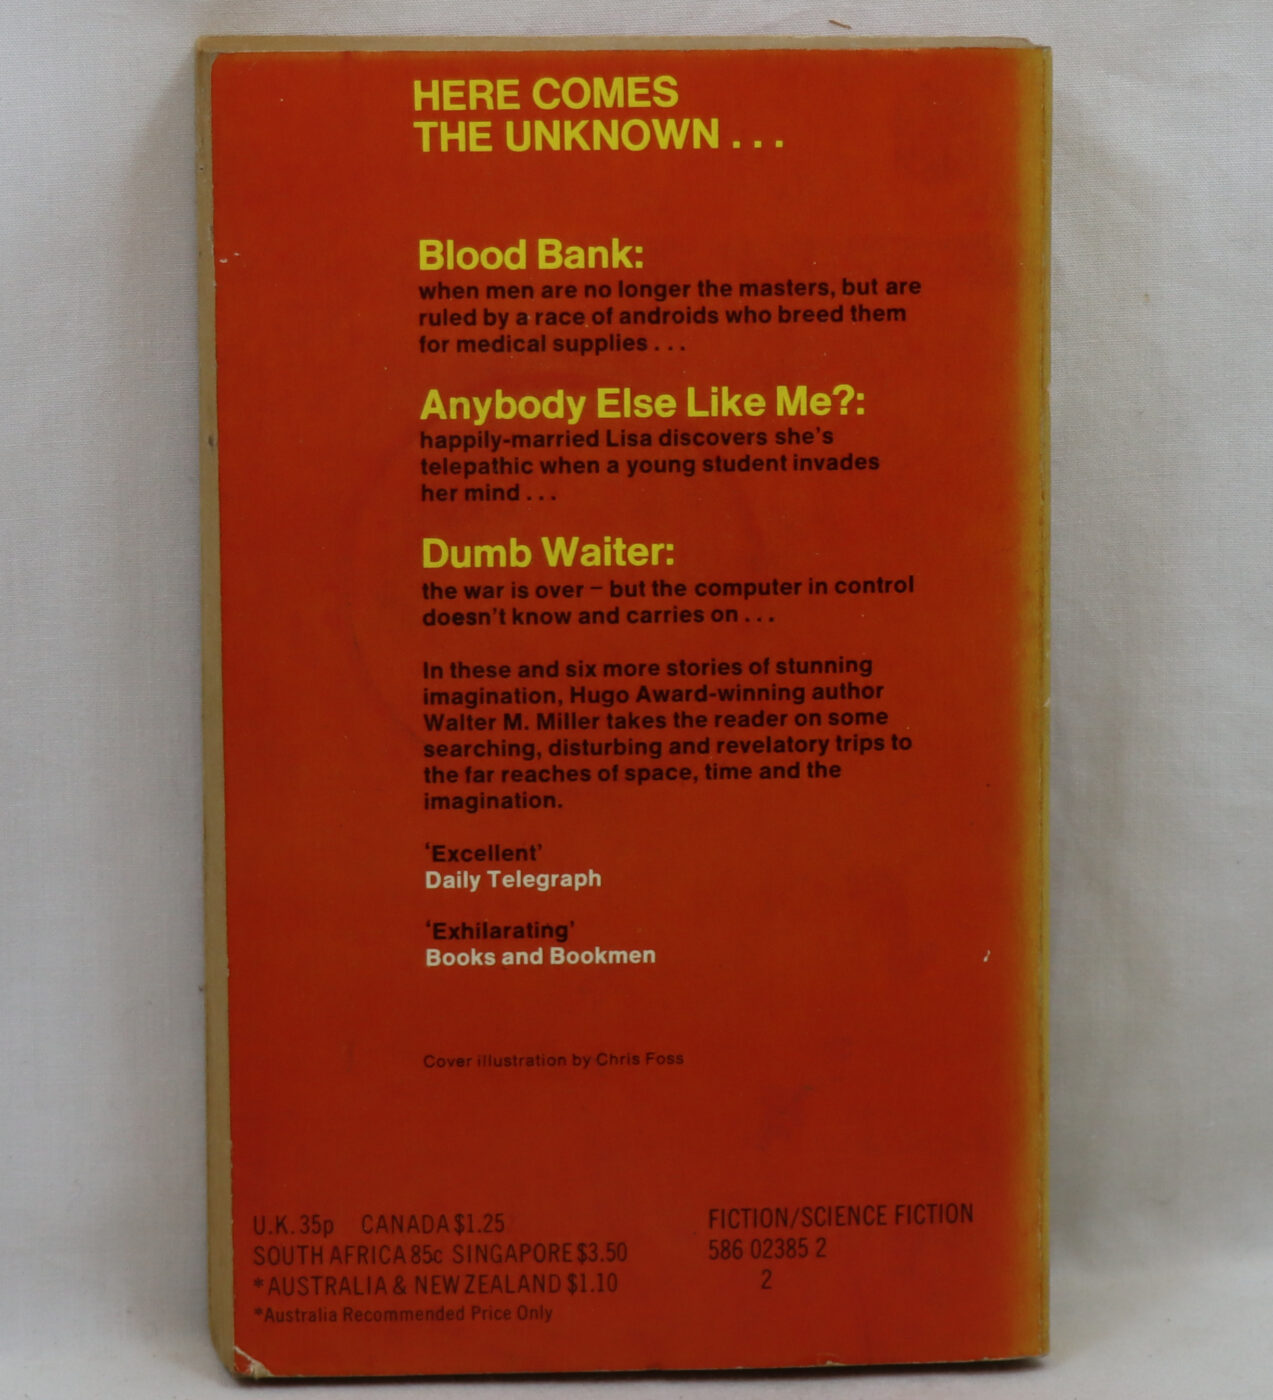 HERE COMES
THE UNKNOWN . . .
Blood Bank:
when men are no longer the masters, but are
ruled by a race of androids who breed them
for medical supplies . . .
Anybody Else Like Me?:
happily-married Lisa discovers she's
telepathic when a young student invades
her mind . . .
Dumb Waiter:
the war is over – but the computer in control
doesn't know and carries on . . .
In these and six more stories of stunning
imagination, Hugo Award-winning author
Walter M. Miller takes the reader on some
searching, disturbing and revelatory trips to
the far reaches of space, time and the
imagination.
'Excellent'
Daily Telegraph
'Exhilarating'
Books and Bookmen
Cover illustration by Chris Foss
U.K. 35p CANADA $1.25
SOUTH AFRICA 85c SINGAPORE $3.50
*AUSTRALIA & NEW ZEALAND $1.10
*Australia Recommended Price Only
FICTION/SCIENCE FICTION
586 02385 2
2